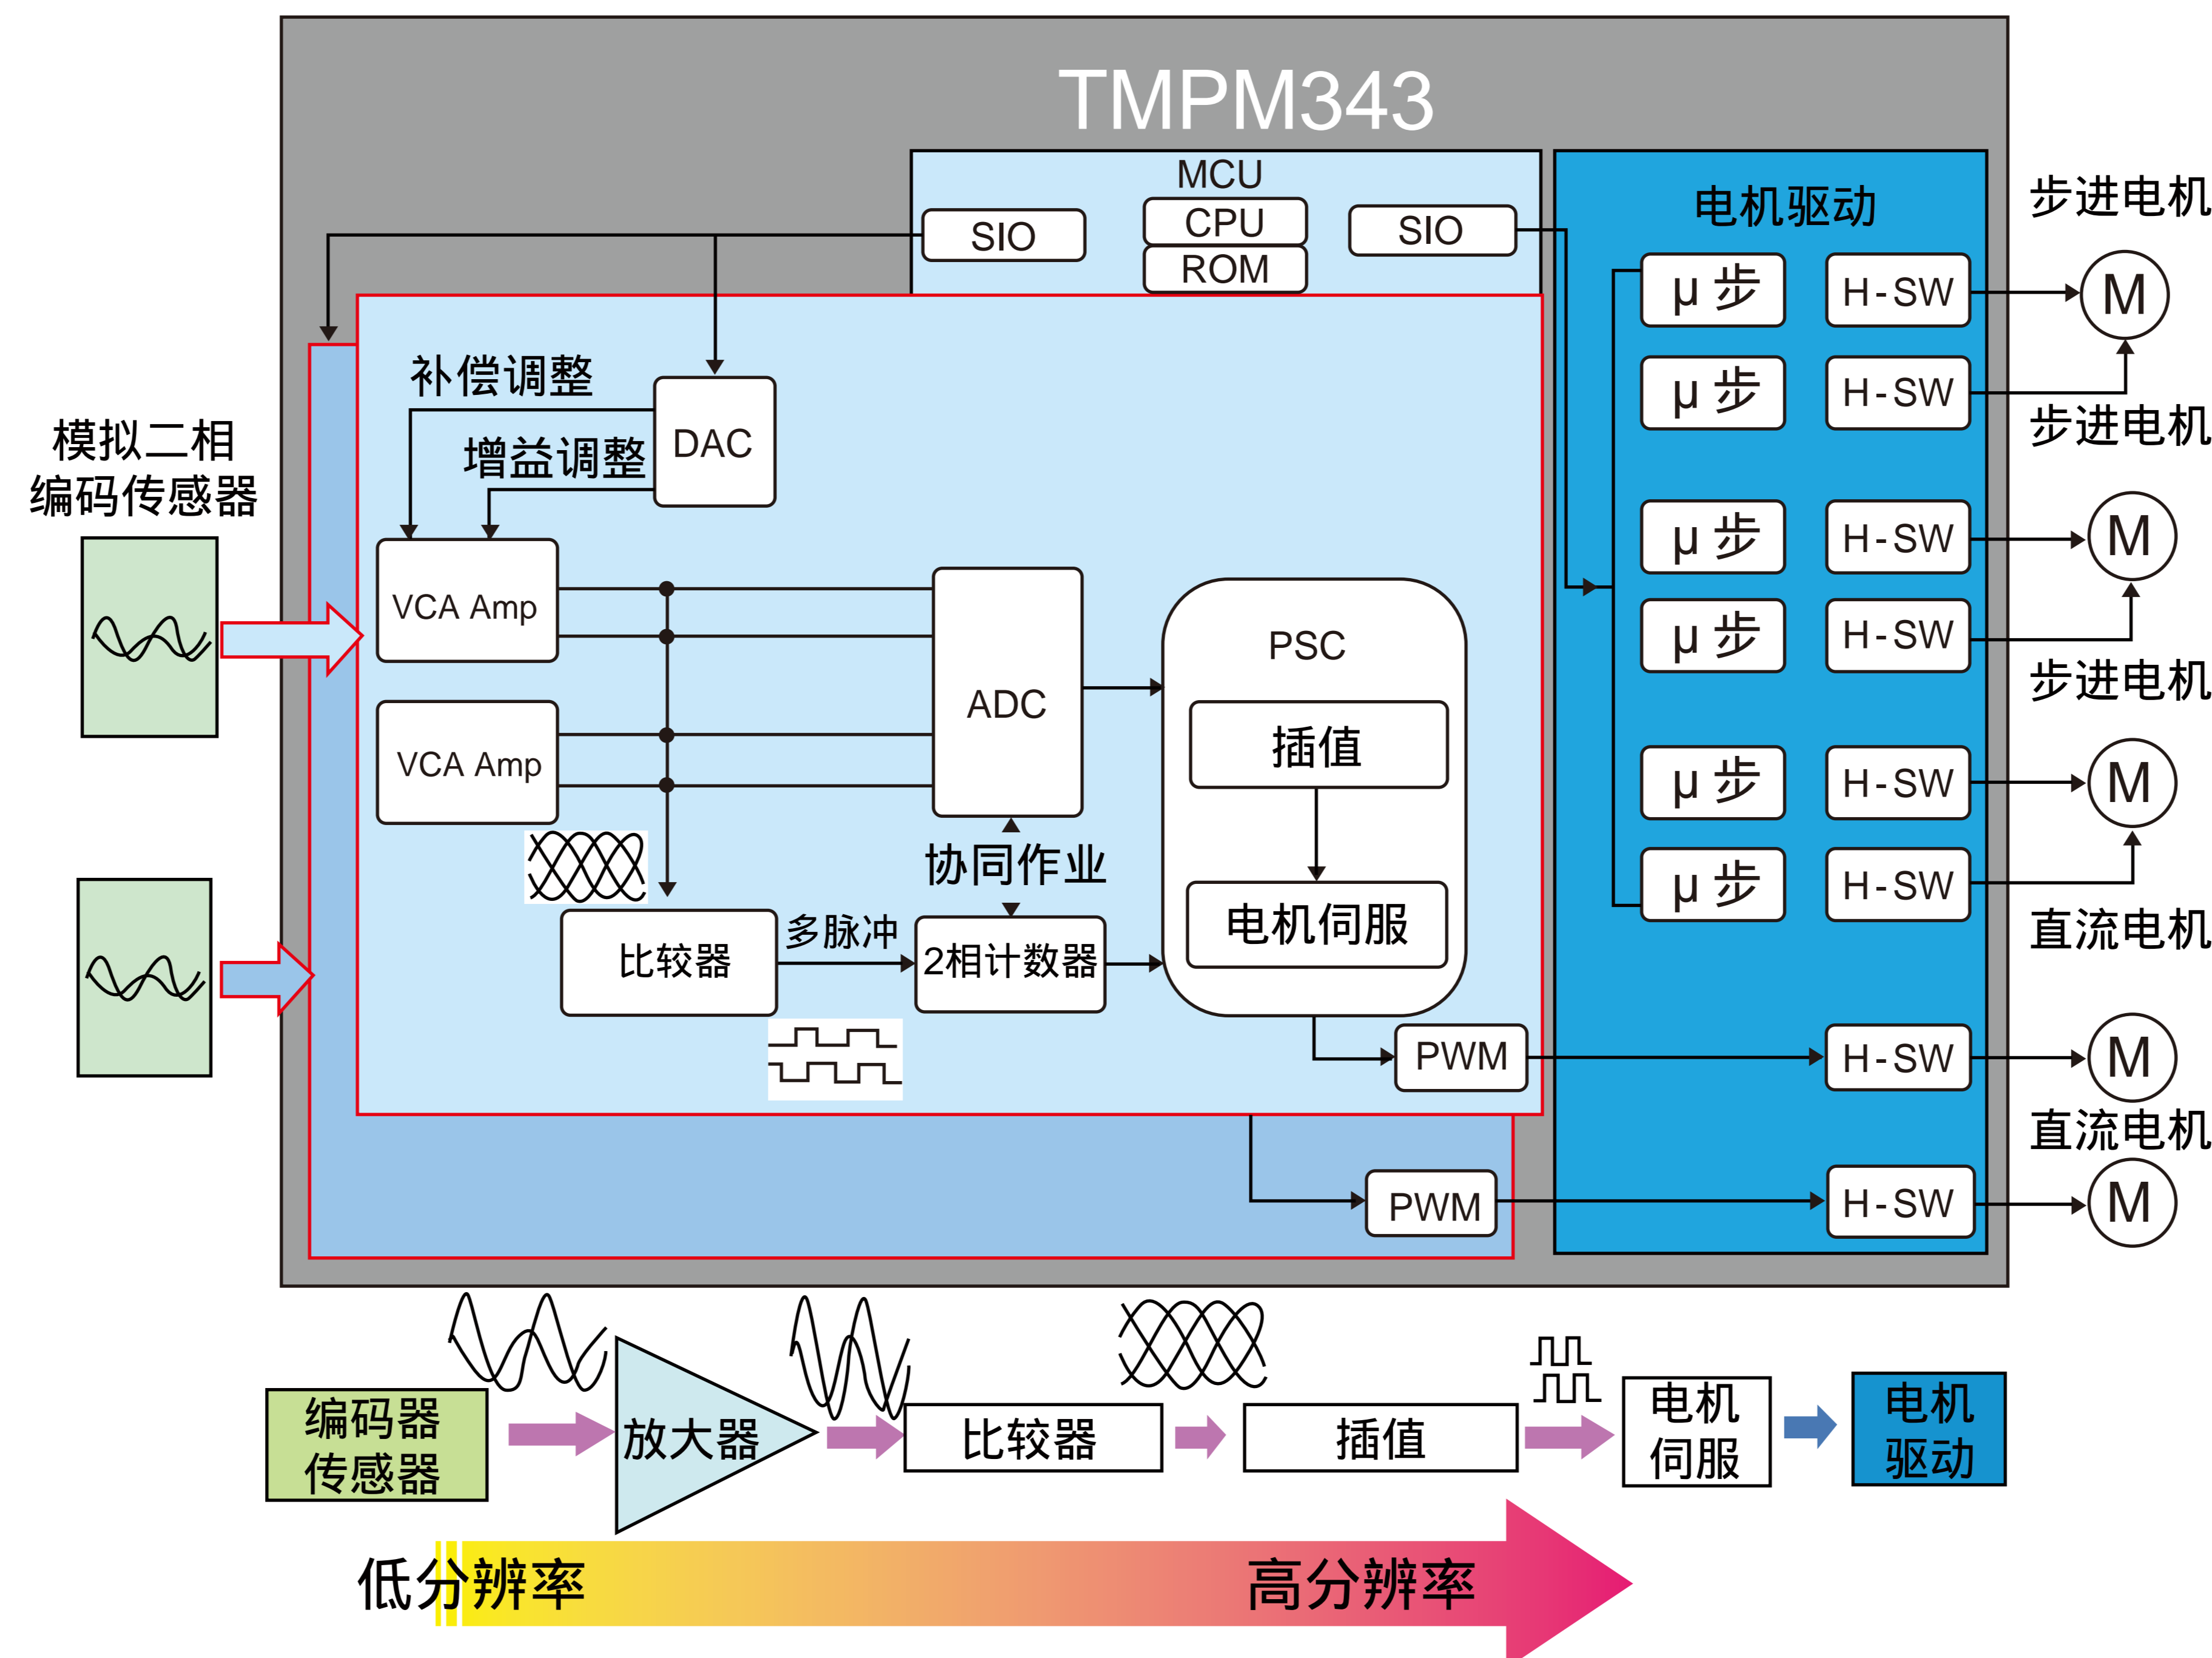 TMPM343
MCU
SIO
CPU
ROM
SIO
电机驱动
步进电机
μ 步
H-SW
M
μ 步
H-SW
步进电机
μ 步
H-SW
M
μ 步
H-SW
步进电机
μ 步
H-SW
M
μ 步
H-SW
直流电机
H-SW
M
直流电机
H-SW
M
模拟二相
编码传感器
补偿调整
增益调整
DAC
VCA Amp
VCA Amp
ADC
PSC
插值
电机伺服
协同作业
比较器
多脉冲
2相计数器
PWM
PWM
编码器
传感器
放大器
比较器
插值
电机
伺服
电机
驱动
低分辨率
高分辨率